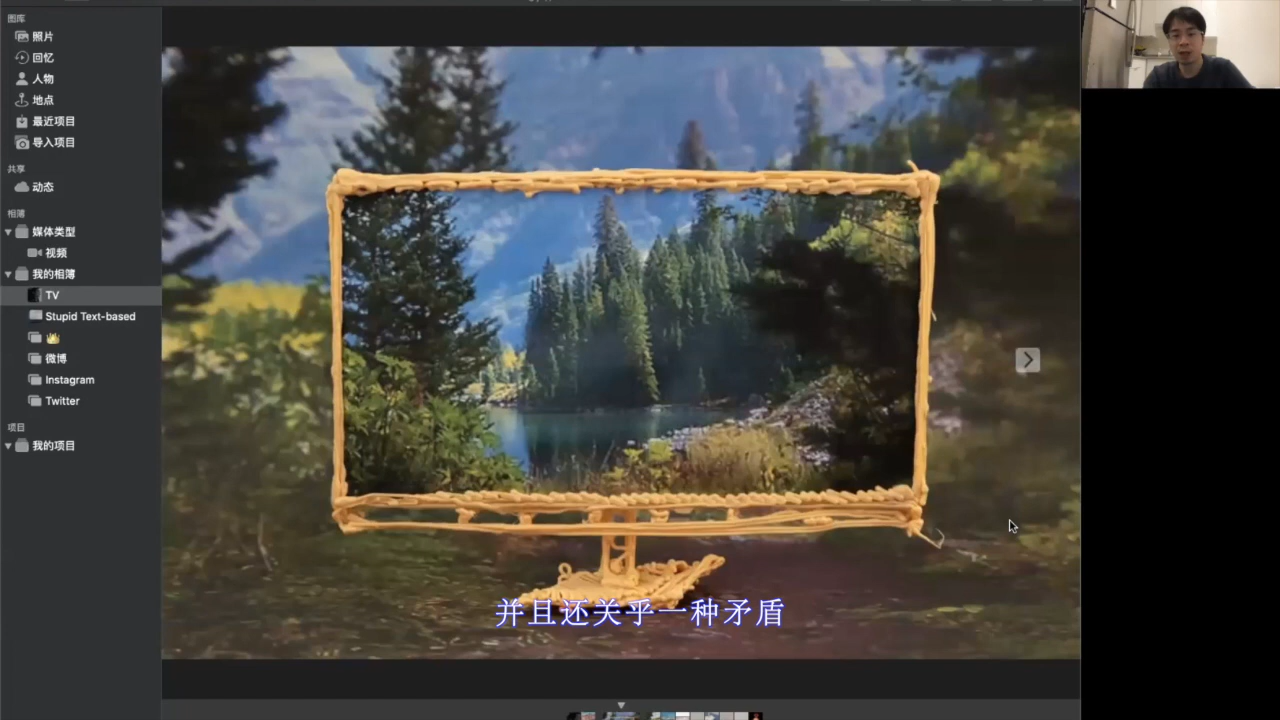 图库
照片
回忆
人物
地点
最近项目
导入项目
共享
动态
相簿
媒体类型
视频
我的相簿
TV
Stupid Text-based
微博
Instagram
Twitter
项目
我的项目
并且还关乎一种矛盾